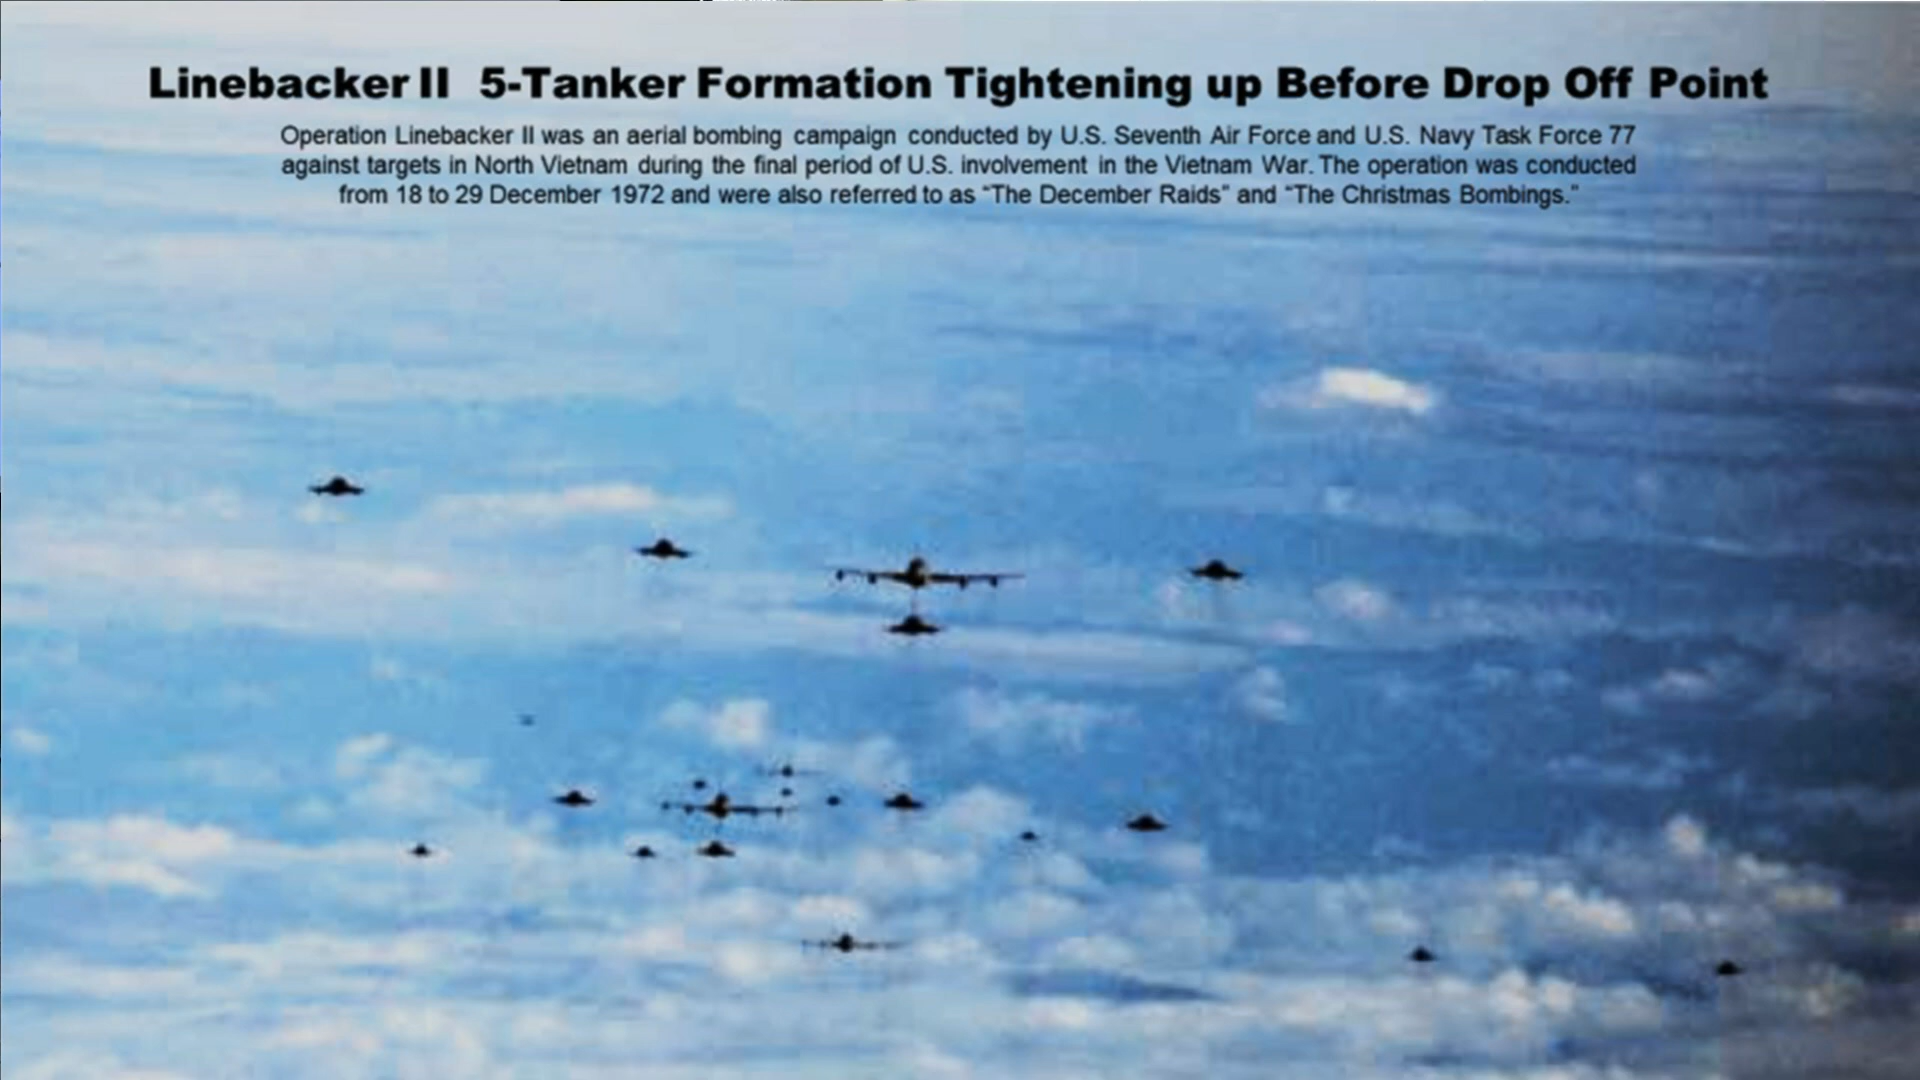 Linebacker II 5-Tanker Formation Tightening up Before Drop Off Point
Operation Linebacker II was an aerial bombing campaign conducted by U.S. Seventh Air Force and U.S. Navy Task Force 77
against targets in North Vietnam during the final period of U.S. involvement in the Vietnam War. The operation was conducted
from 18 to 29 December 1972 and were also referred to as “The December Raids” and “The Christmas Bombings.”